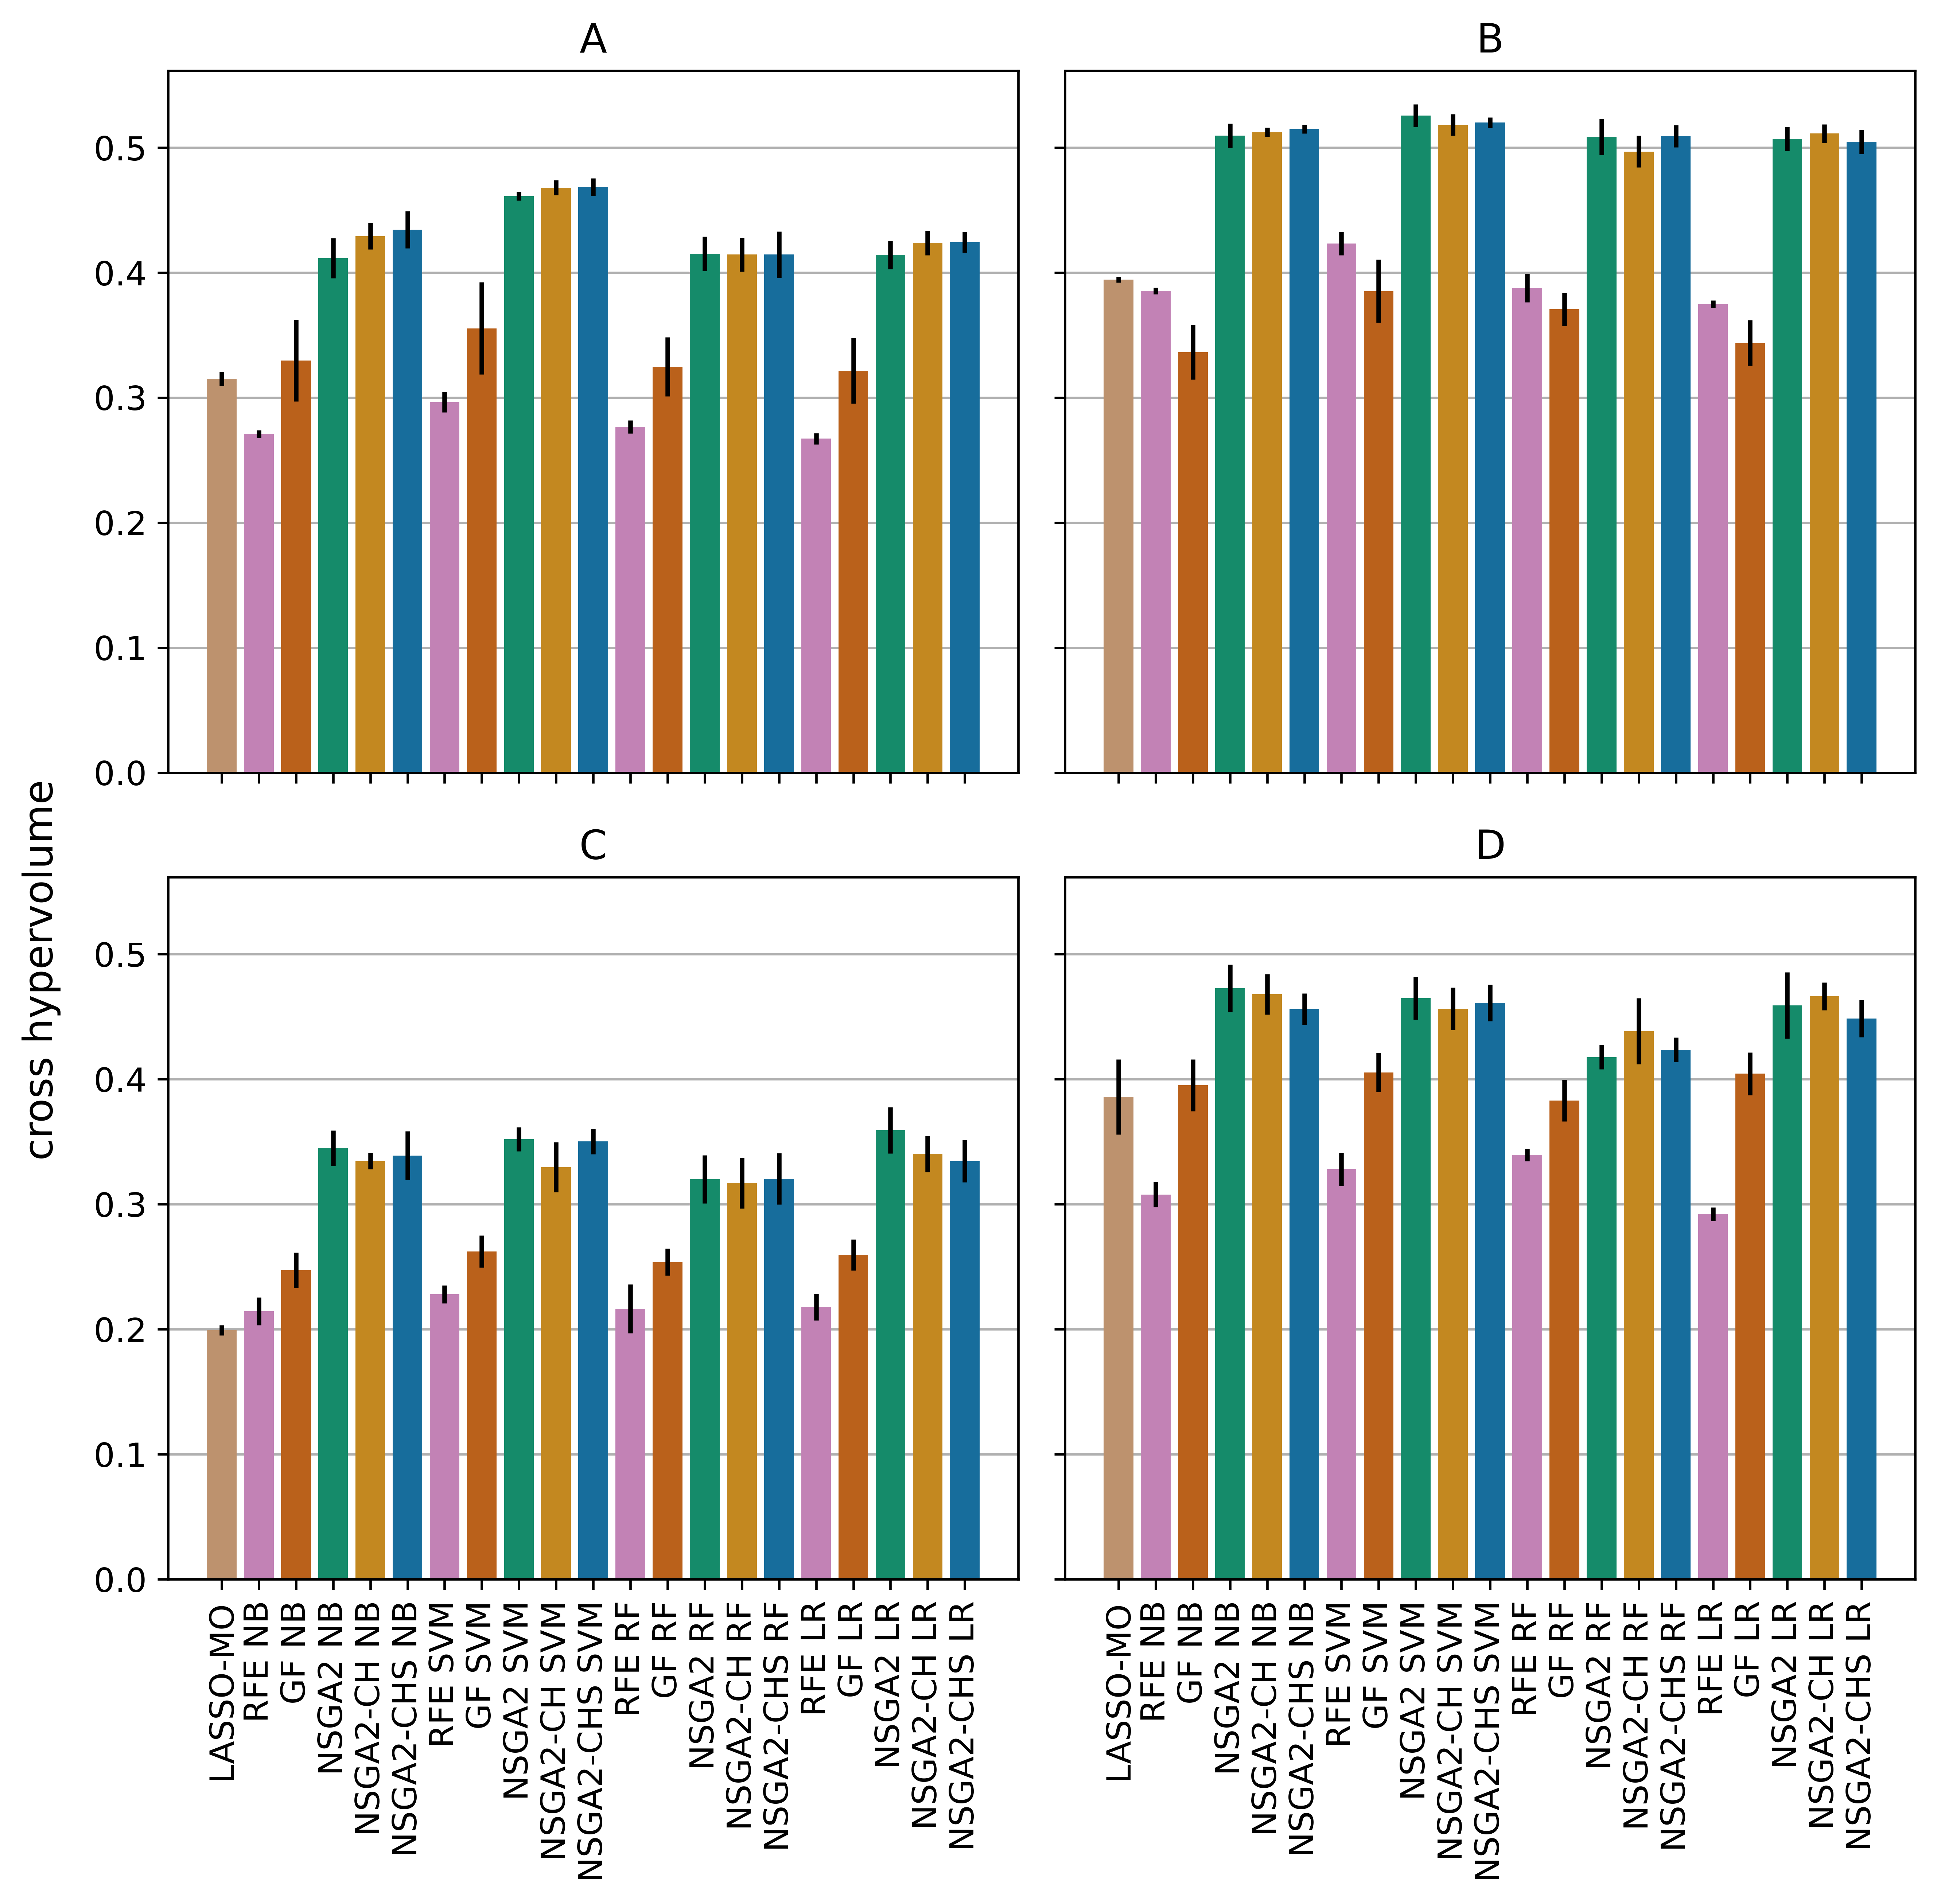 A
B
0.5
0.4
0.3
0.2
0.1
0.0
cross hypervolume
C
D
0.5
0.4
0.3
0.2
0.1
0.0
LASSO-MO
RFE NB
GF NB
NSGA2 NB
NSGA2-CH NB
NSGA2-CHS NB
RFE SVM
GF SVM
NSGA2 SVM
NSGA2-CH SVM
NSGA2-CHS SVM
RFE RF
GF RF
NSGA2 RF
NSGA2-CH RF
NSGA2-CHS RF
RFE LR
GF LR
NSGA2 LR
NSGA2-CH LR
NSGA2-CHS LR
LASSO-MO
RFE NB
GF NB
NSGA2 NB
NSGA2-CH NB
NSGA2-CHS NB
RFE SVM
GF SVM
NSGA2 SVM
NSGA2-CH SVM
NSGA2-CHS SVM
RFE RF
GF RF
NSGA2 RF
NSGA2-CH RF
NSGA2-CHS RF
RFE LR
GF LR
NSGA2 LR
NSGA2-CH LR
NSGA2-CHS LR